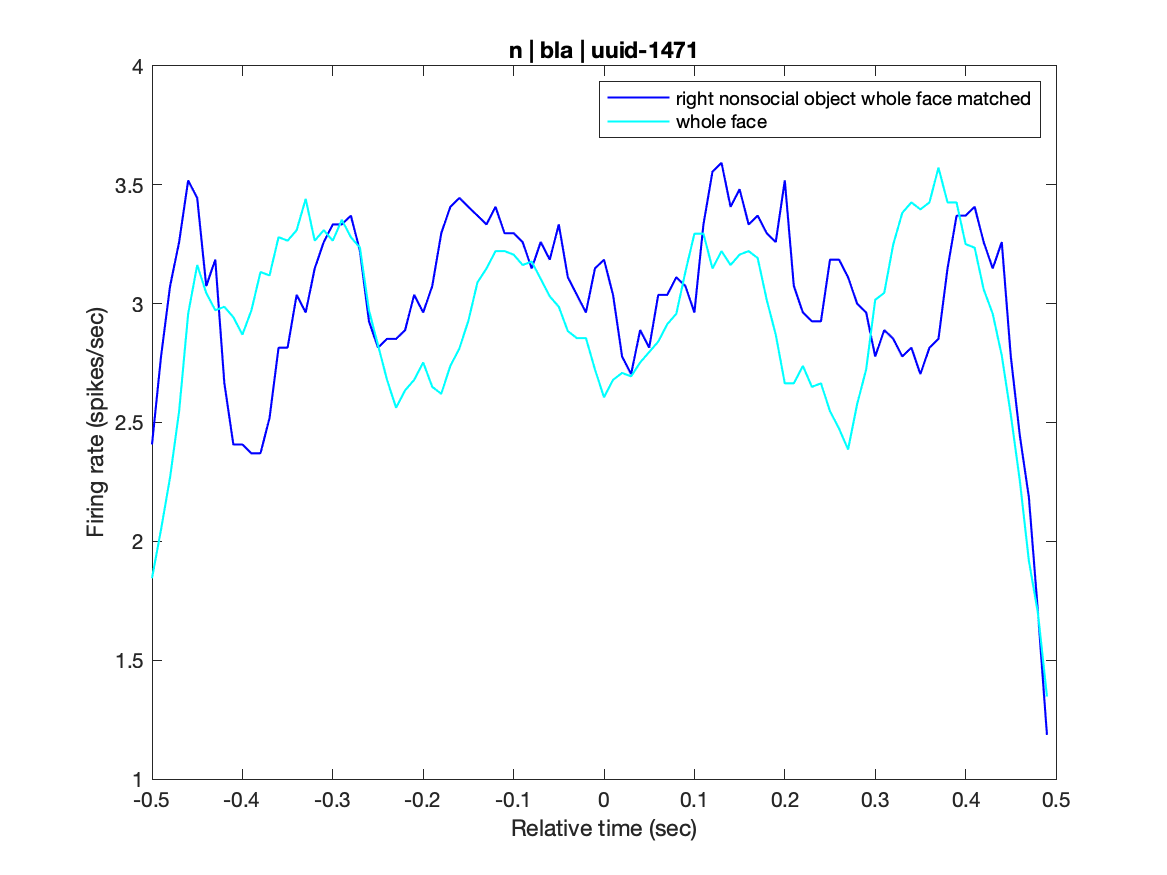 n | bla | uuid-1471
right nonsocial object whole face matched
whole face
4
3.5
3
2.5
2
1.5
1
Firing rate (spikes/sec)
-0.5 -0.4 -0.3 -0.2 -0.1 0 0.1 0.2 0.3 0.4 0.5
Relative time (sec)